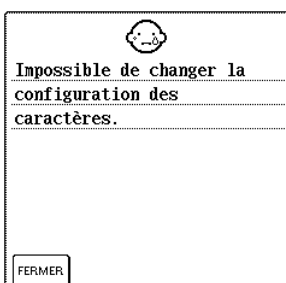 Impossible de changer la
configuration des
caractères.
FERMER